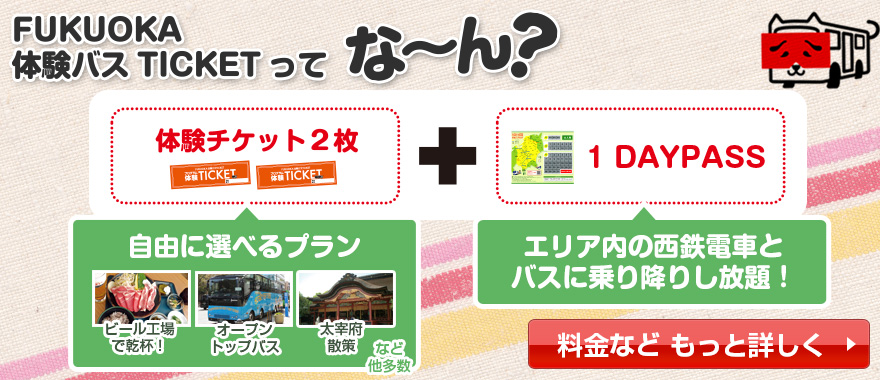 FUKUOKA
体験バス TICKET って な〜ん?
体験チケット2枚
体験TICKET
体験TICKET
1 DAYPASS
自由に選べるプラン
ビール工場
で乾杯!
オープン
トップバス
太宰府
散策
など
他多数
エリア内の西鉄電車と
バスに乗り降りし放題!
料金など もっと詳しく